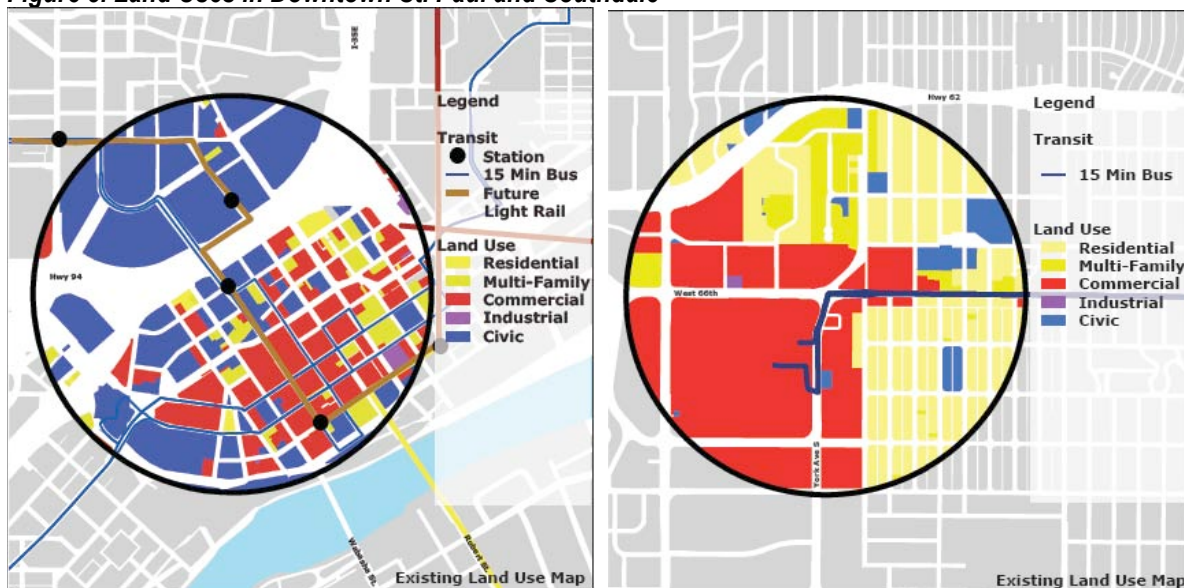 Figure 3: Land Uses in Downtown St. Paul and Southdale
I-35E
Legend
Transit
Station
15 Min Bus
Future
Light Rail
Land Use
Residential
Multi-Family
Commercial
Industrial
Civic
Hwy 94
Wabasha St.
Robert St.
Existing Land Use Map
Hwy 62
Legend
Transit
15 Min Bus
Land Use
Residential
Multi-Family
Commercial
Industrial
Civic
West 66th
York Ave S
Existing Land Use Map